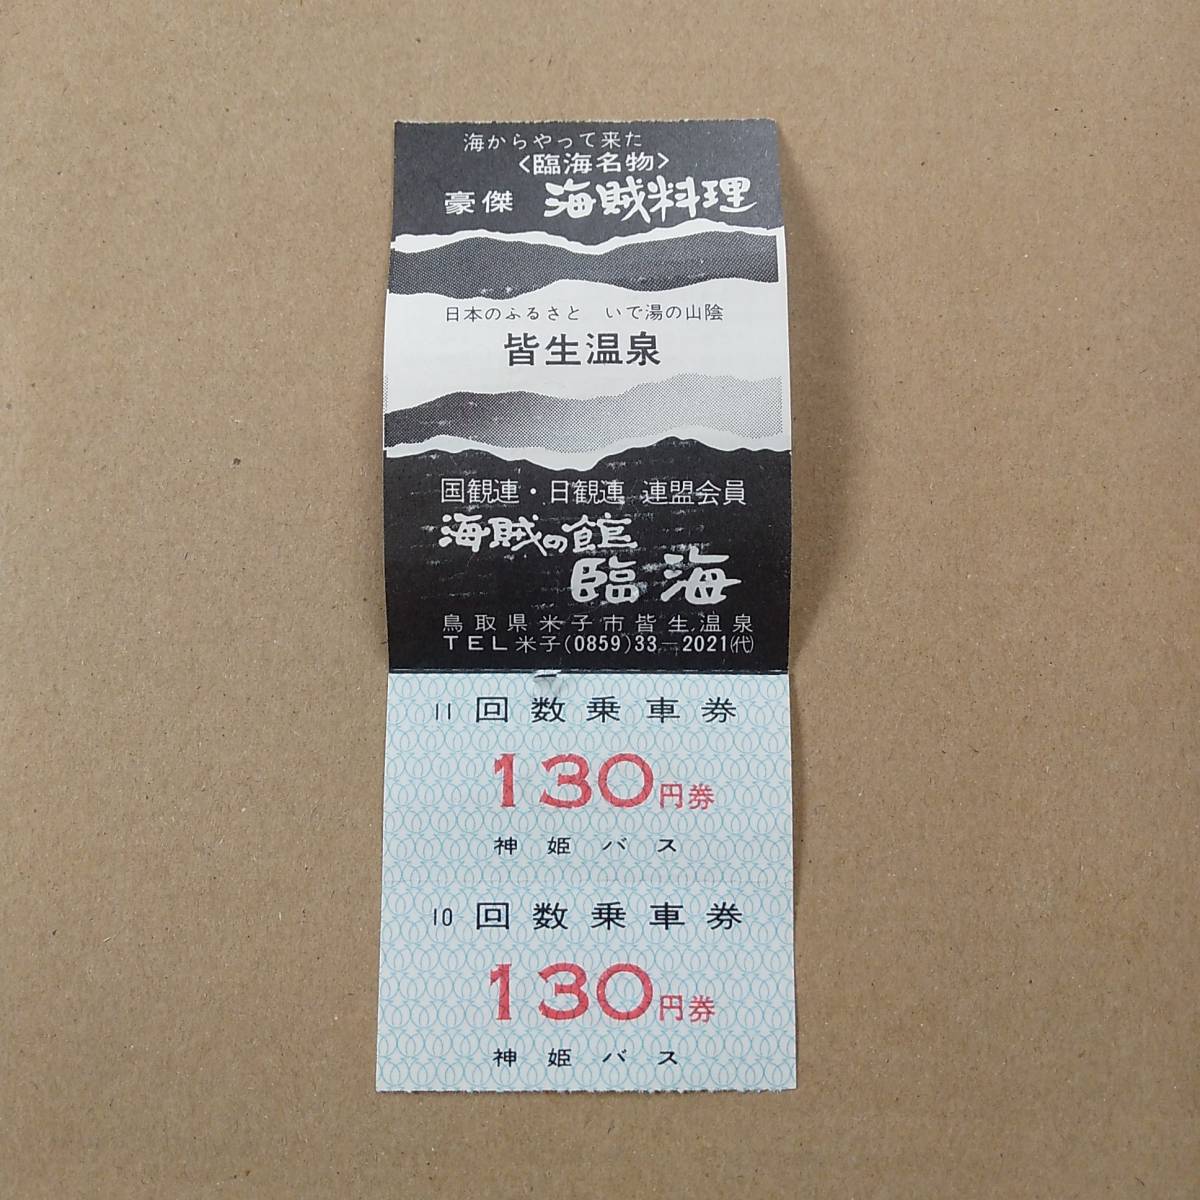 海からやって来た
<臨海名物>
豪傑 海賊料理
日本のふるさと いで湯の山陰
皆生温泉
国観連・日観連 連盟会員
海賊の館
臨海
鳥取県米子市皆生温泉
TEL米子(0859)33-2021(代)
11 回数乗車券
130円券
神姫バス
10 回数乗車券
130円券
神姫バス